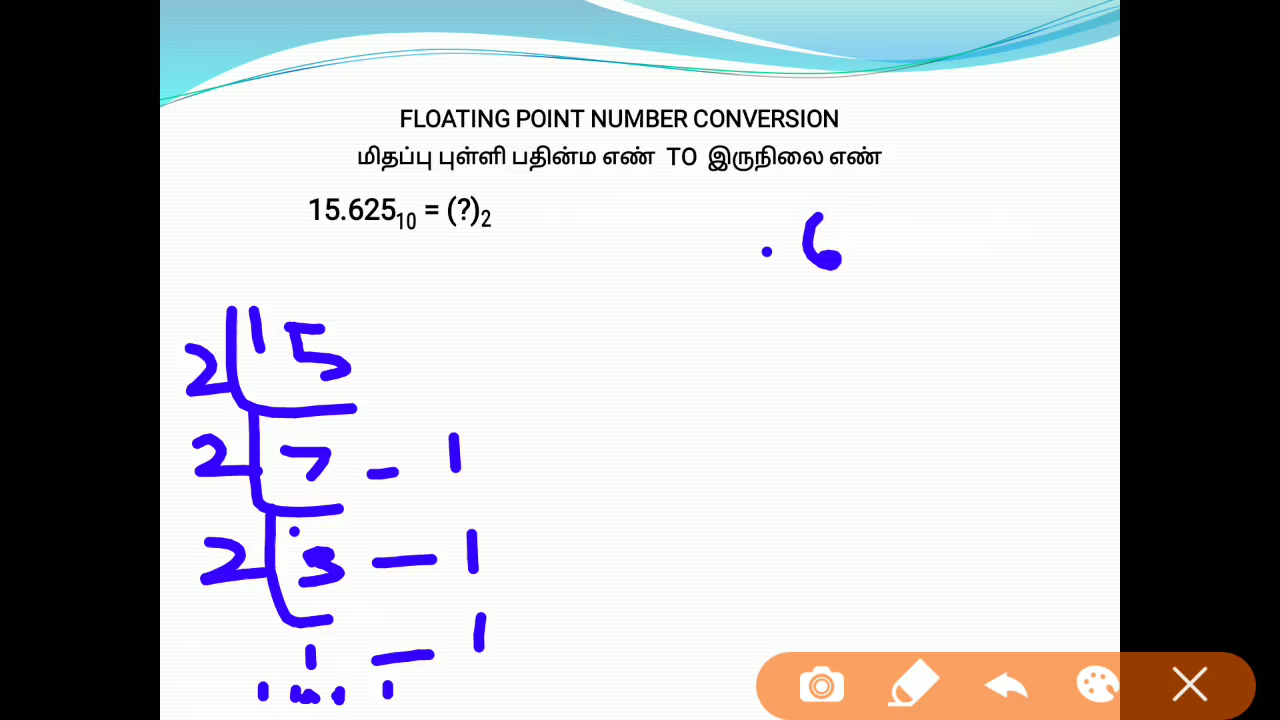 FLOATING POINT NUMBER CONVERSION
மிதப்பு புள்ளி பதின்ம எண் TO இருநிலை எண்
15.625₁₀ = (?)₂
. 6
2 15
2 7 - 1
2 3 - 1
1 - 1